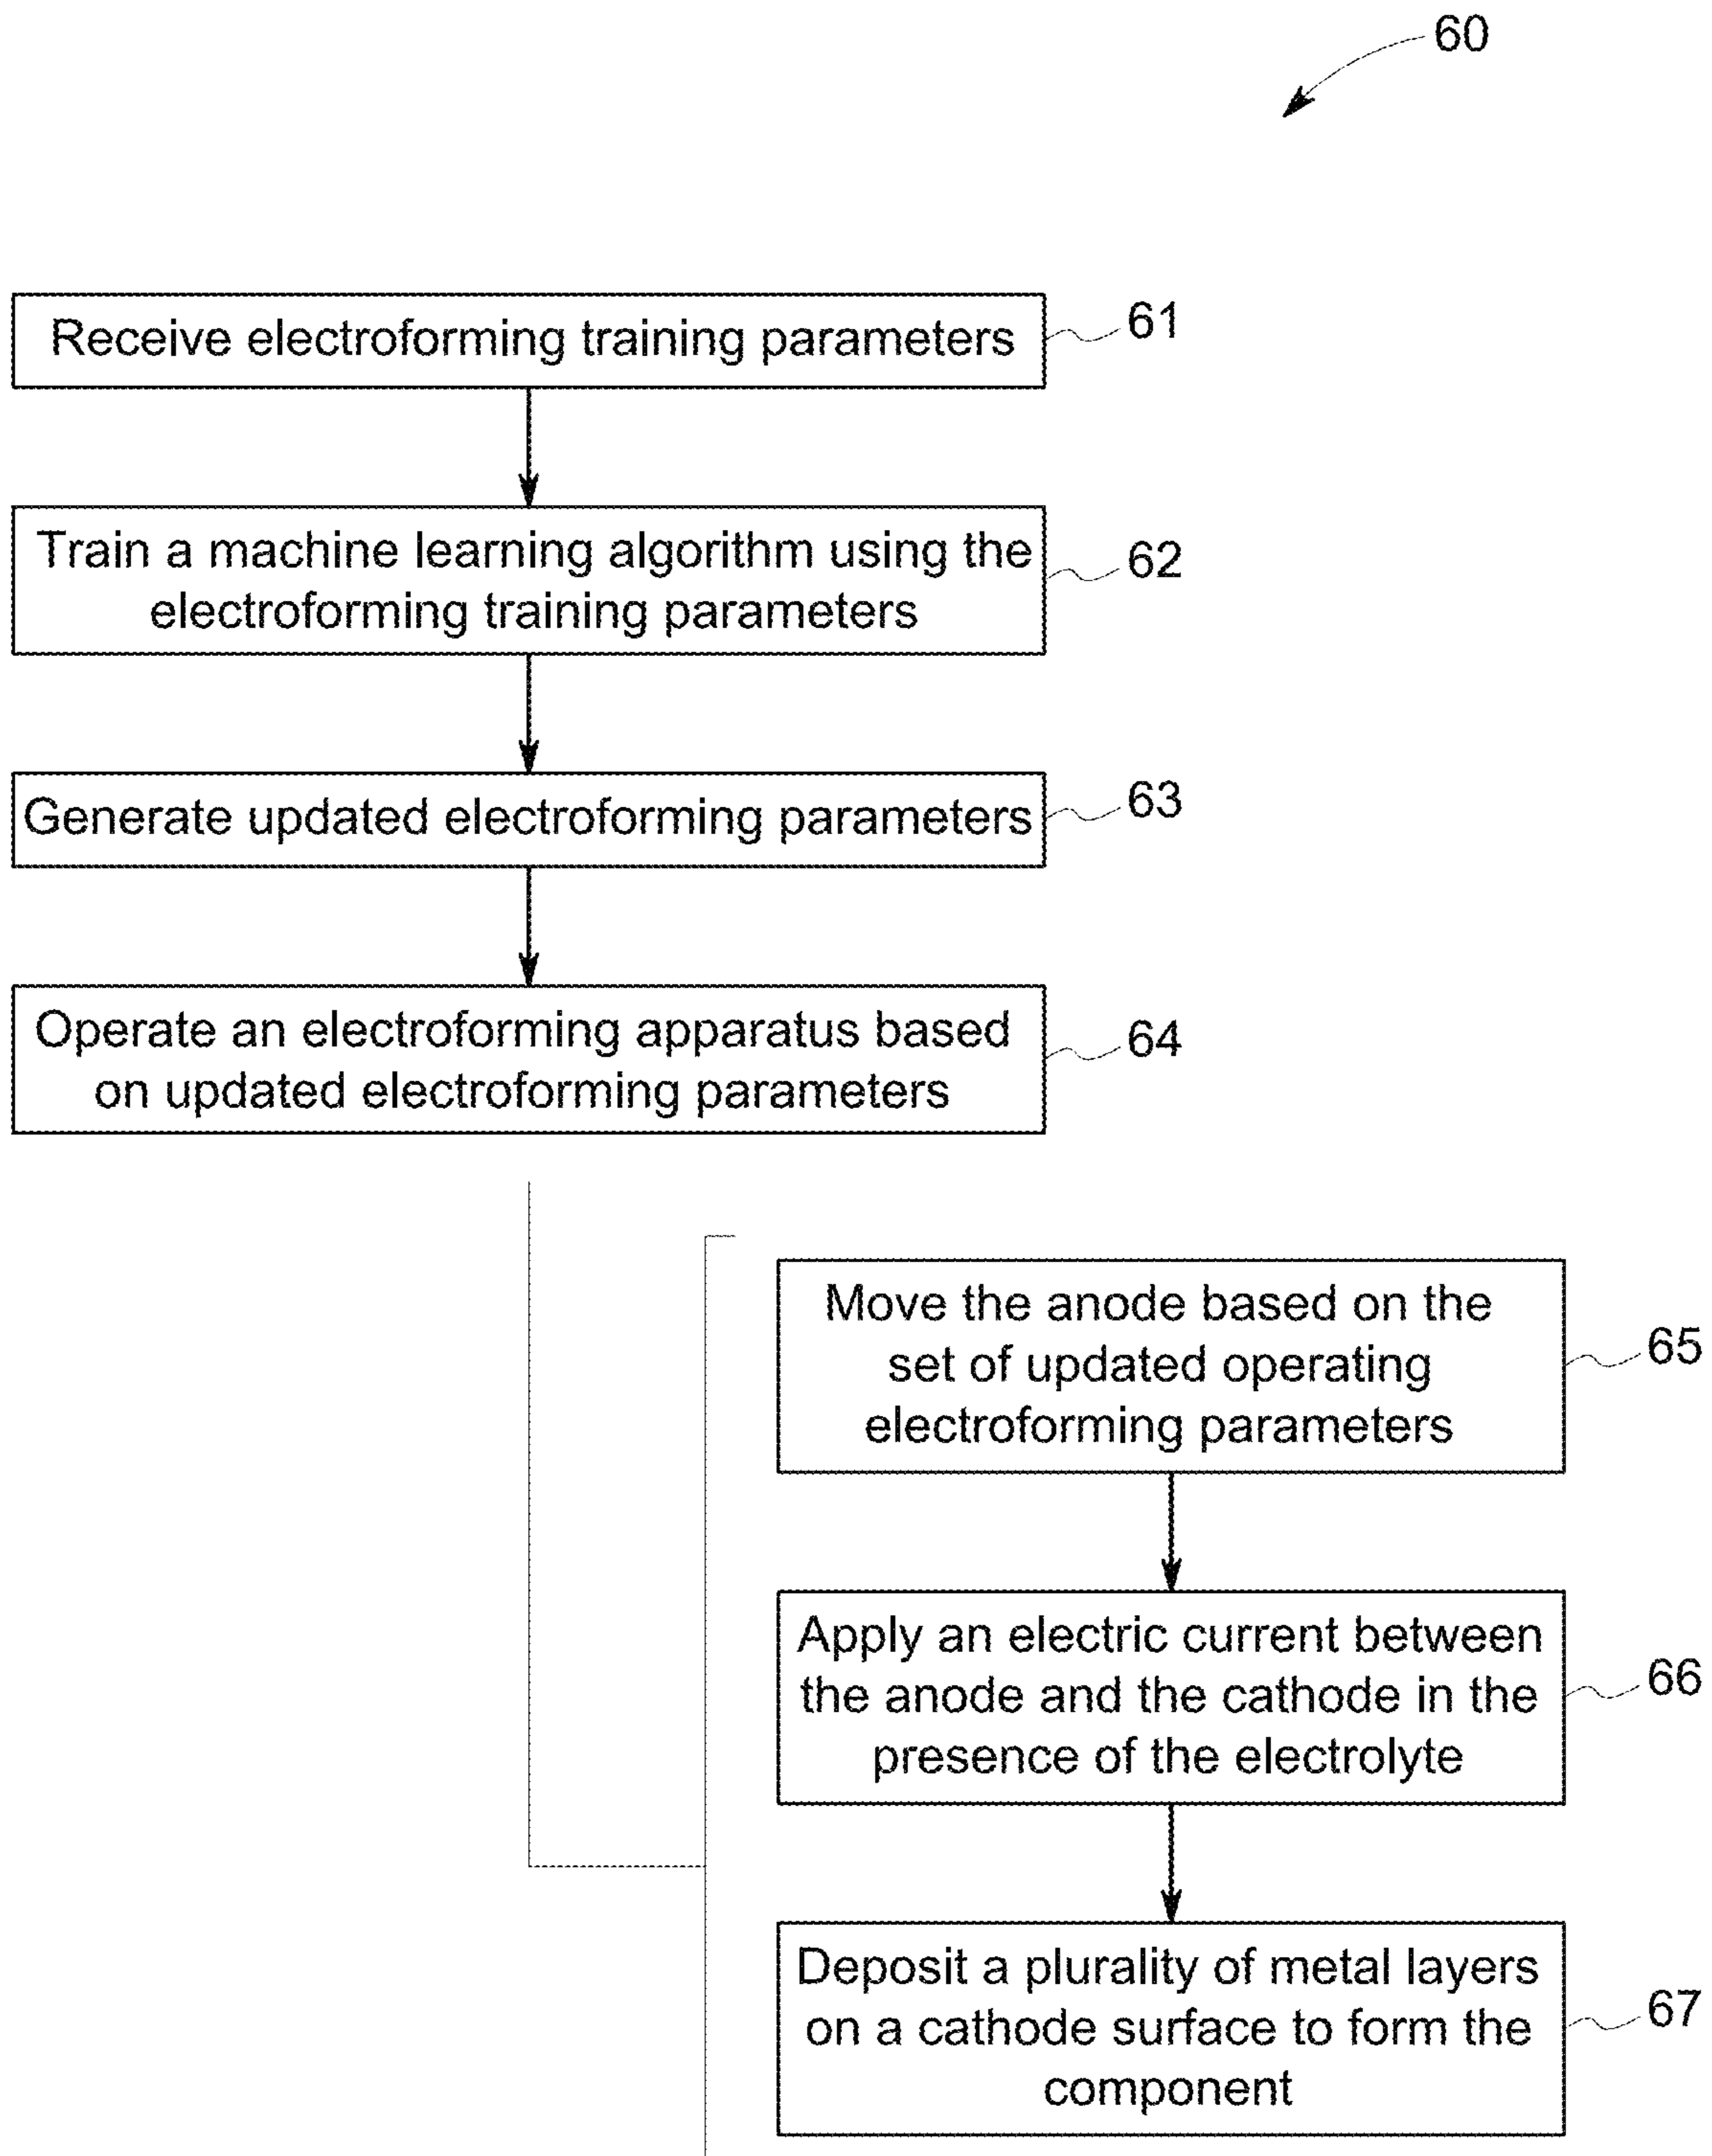 60
Receive electroforming training parameters
61
Train a machine learning algorithm using the
electroforming training parameters
62
Generate updated electroforming parameters
63
Operate an electroforming apparatus based
on updated electroforming parameters
64
Move the anode based on the
set of updated operating
electroforming parameters
65
Apply an electric current between
the anode and the cathode in the
presence of the electrolyte
66
Deposit a plurality of metal layers
on a cathode surface to form the
component
67